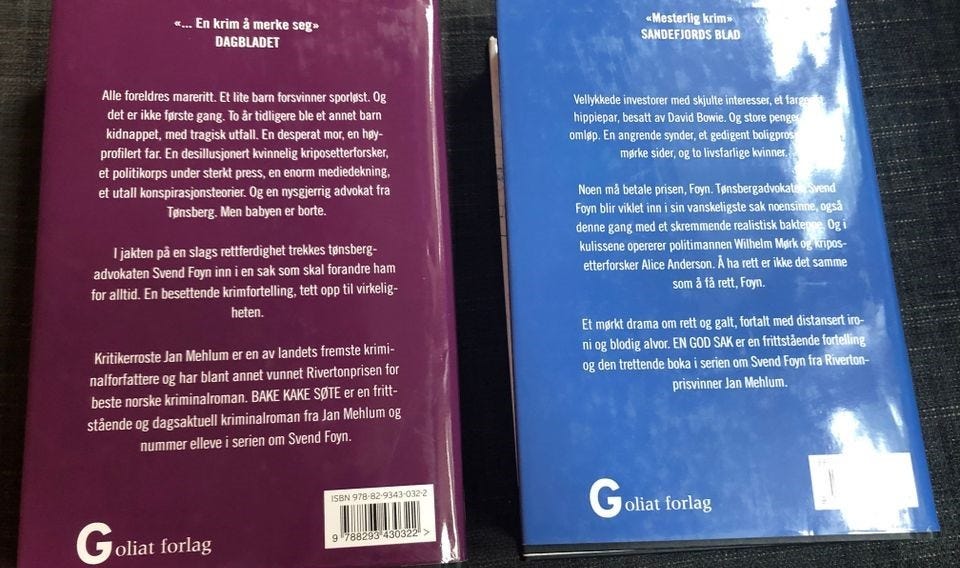 «... En krim å merke seg»
DAGBLADET
Alle foreldres mareritt. Et lite barn forsvinner sporløst. Og
det er ikke første gang. To år tidligere ble et annet barn
kidnappet, med tragisk utfall. En desperat mor, en høy-
profilert far. En desillusjonert kvinnelig kriposetterforsker,
et politikorps under sterkt press, en enorm mediedekning,
et utall konspirasjonsteorier. Og en nysgjerrig advokat fra
Tønsberg. Men babyen er borte.
I jakten på en slags rettferdighet trekkes tønsberg-
advokaten Svend Foyn inn i en sak som skal forandre ham
for alltid. En besettende krimfortelling, tett opp til virkelig-
heten.
Kritikerroste Jan Mehlum er en av landets fremste krimi-
nalforfattere og har blant annet vunnet Rivertonprisen for
beste norske kriminalroman. BAKE KAKE SØTE er en fritt-
stående og dagsaktuell kriminalroman fra Jan Mehlum og
nummer elleve i serien om Svend Foyn.
ISBN 978-82-9343-032-2
9 788293 430322 >
Goliat forlag
«Mesterlig krim»
SANDEFJORDS BLAD
Vellykkede investorer med skjulte interesser, et
hippiepar, besatt av David Bowie. Og store penger
omløp. En angrende synder, et gedigent
mørke sider, og to livsfarlige kvinner.
Noen må betale prisen, Foyn. Tønsbergadvokaten Svend
Foyn blir viklet inn i sin vanskeligste sak noensinne, også
denne gang med et skremmende realistisk Og i
kulissene opererer politimannen Wilhelm Mørk og kripos-
etterforsker Alice Anderson. Å ha rett er ikke det samme
som å få rett, Foyn.
Et mørkt drama om rett og galt, fortalt med distansert iro-
ni og blodig alvor. EN GOD SAK er en frittstående fortelling
og den trettende boka i serien om Svend Foyn fra Riverton-
prisvinner Jan Mehlum.
Goliat forlag